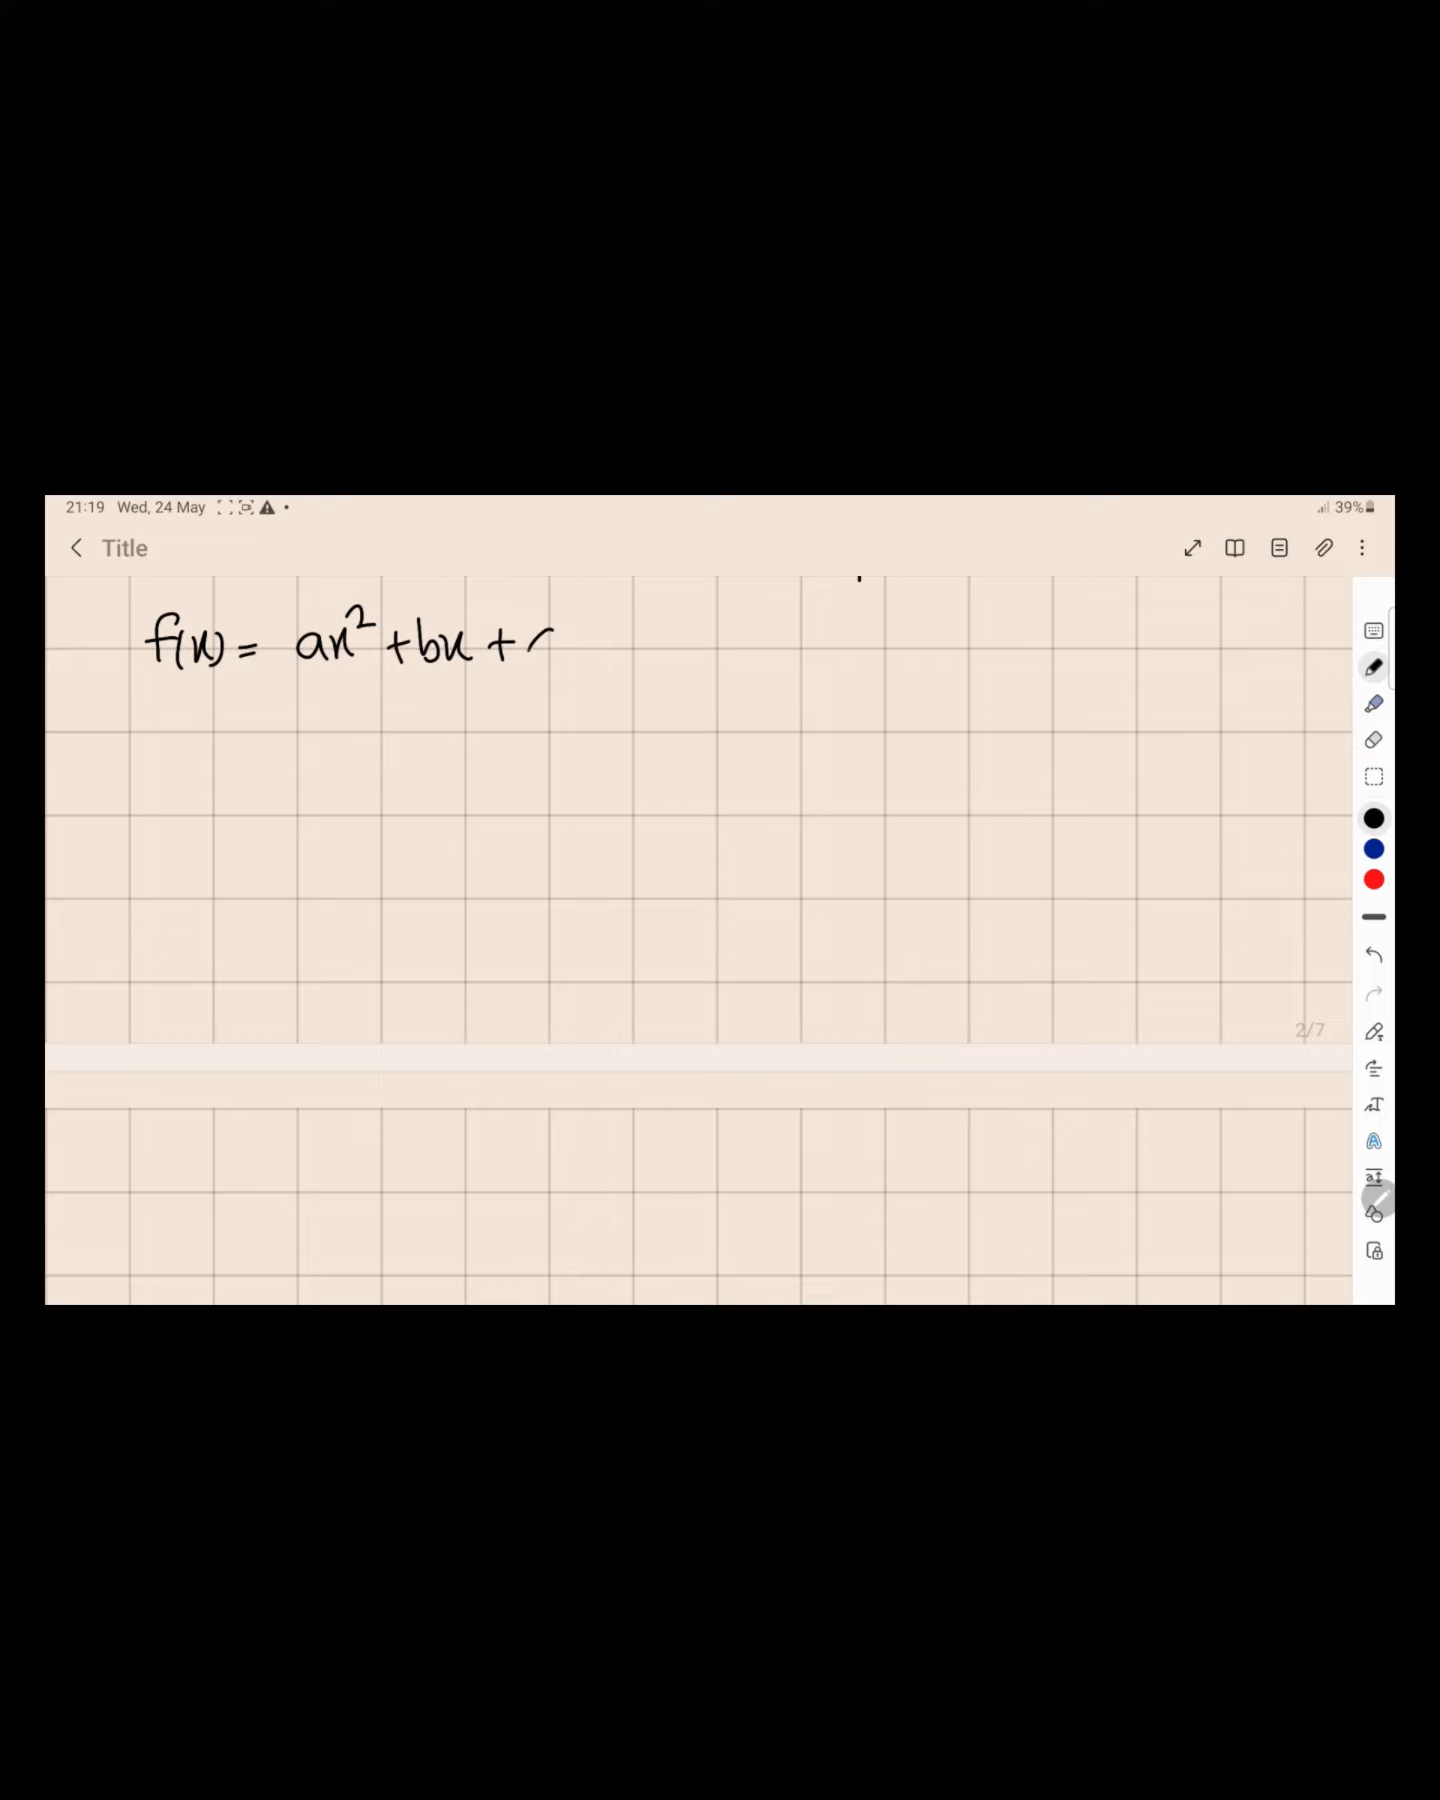 21:19 Wed, 24 May
39%
Title
f(x) = ax² + bx +
2/7